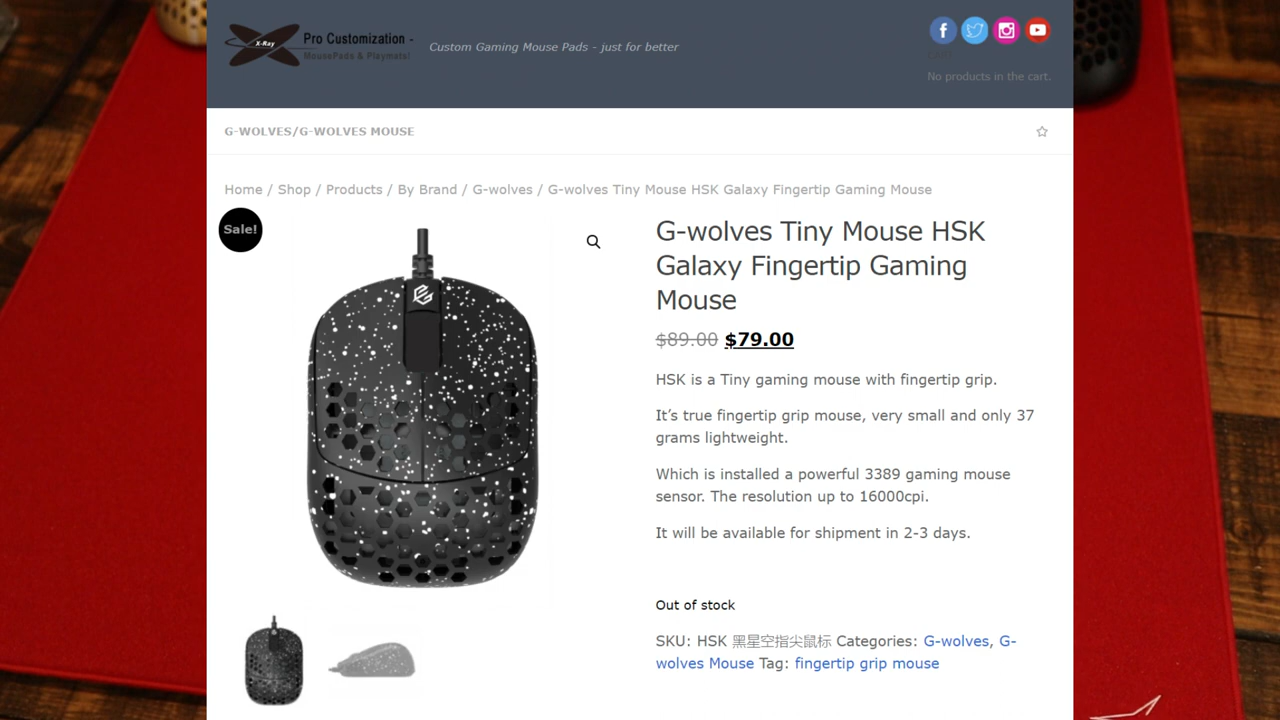 X-Ray
Pro Customization -
MousePads & Playmats!
Custom Gaming Mouse Pads - just for better
CART
No products in the cart.
G-WOLVES/G-WOLVES MOUSE
Home / Shop / Products / By Brand / G-wolves / G-wolves Tiny Mouse HSK Galaxy Fingertip Gaming Mouse
Sale!
G-wolves Tiny Mouse HSK
Galaxy Fingertip Gaming
Mouse
$89.00 $79.00
HSK is a Tiny gaming mouse with fingertip grip.
It’s true fingertip grip mouse, very small and only 37
grams lightweight.
Which is installed a powerful 3389 gaming mouse
sensor. The resolution up to 16000cpi.
It will be available for shipment in 2-3 days.
Out of stock
SKU: HSK 黑星空指尖鼠标 Categories: G-wolves, G-
wolves Mouse Tag: fingertip grip mouse